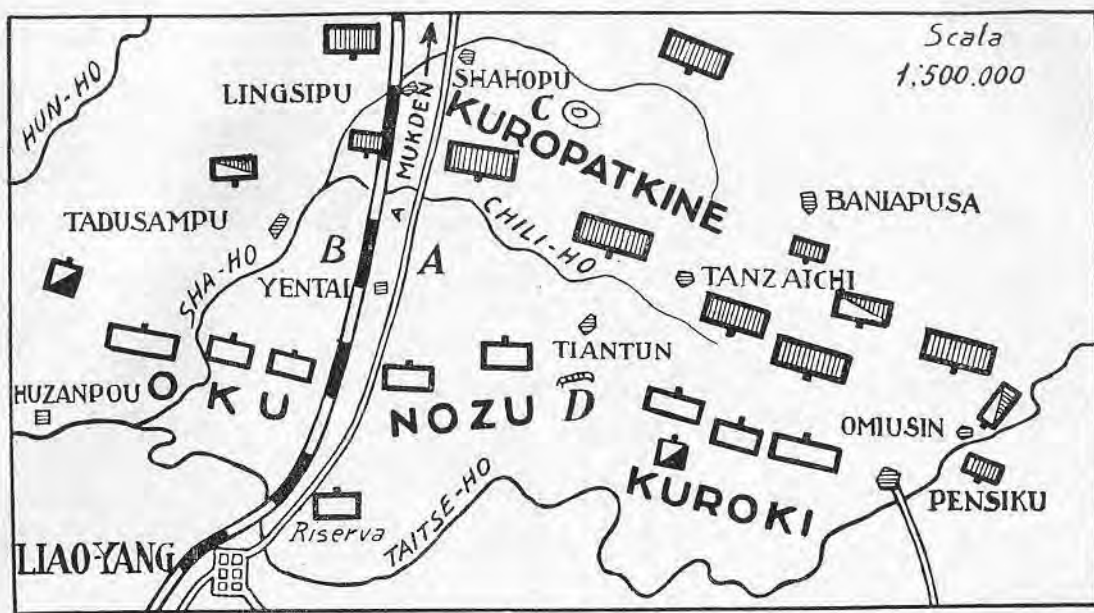 Scala
1:500.000
HUN-HO
LINGSIPU
MUKDEN
SHAHOPU
C
KUROPATKINE
TADUSAMPU
BANIAPUSA
SHA-HO
B
A
A
CHILI-HO
YENTAI
TANZAICHI
TIANTUN
HUZANPOU
O KU
NOZU
D
OMIUSIN
KUROKI
PENSIKU
Riserva
TAITSE-HO
LIAO-YANG